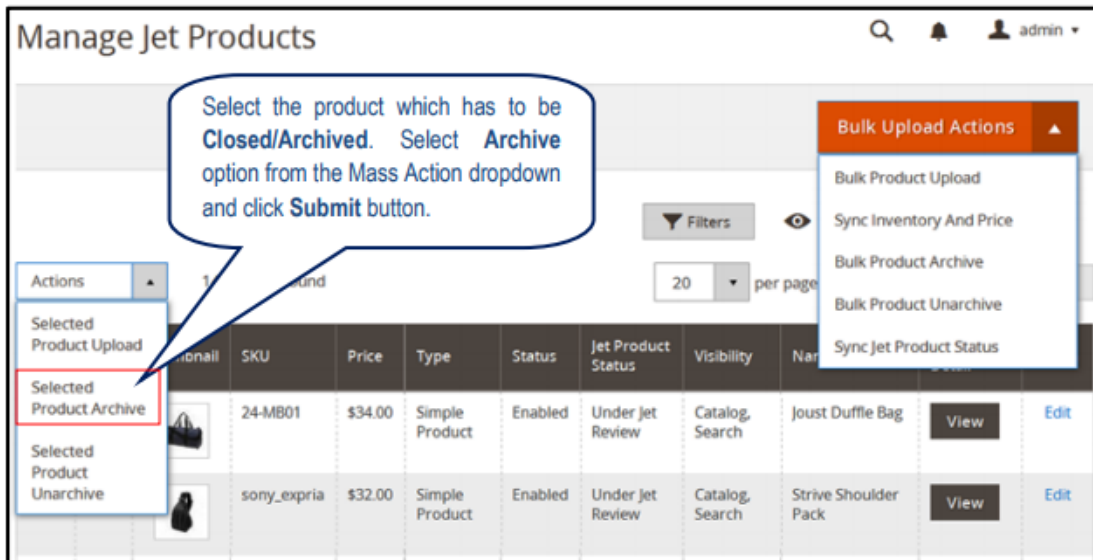 Manage Jet Products
admin
Select the product which has to be
Closed/Archived. Select Archive
option from the Mass Action dropdown
and click Submit button.
Bulk Upload Actions
Bulk Product Upload
Sync Inventory And Price
Bulk Product Archive
Bulk Product Unarchive
Sync Jet Product Status
Filters
Actions
20
per page
Selected
Product Upload
Selected
Product Archive
Selected
Product
Unarchive
SKU
Price
Type
Status
Jet Product
Status
Visibility
24-MB01
$34.00
Simple
Product
Enabled
Under Jet
Review
Catalog,
Search
Joust Duffle Bag
View
Edit
sony_expria
$32.00
Simple
Product
Enabled
Under Jet
Review
Catalog,
Search
Strive Shoulder
Pack
View
Edit